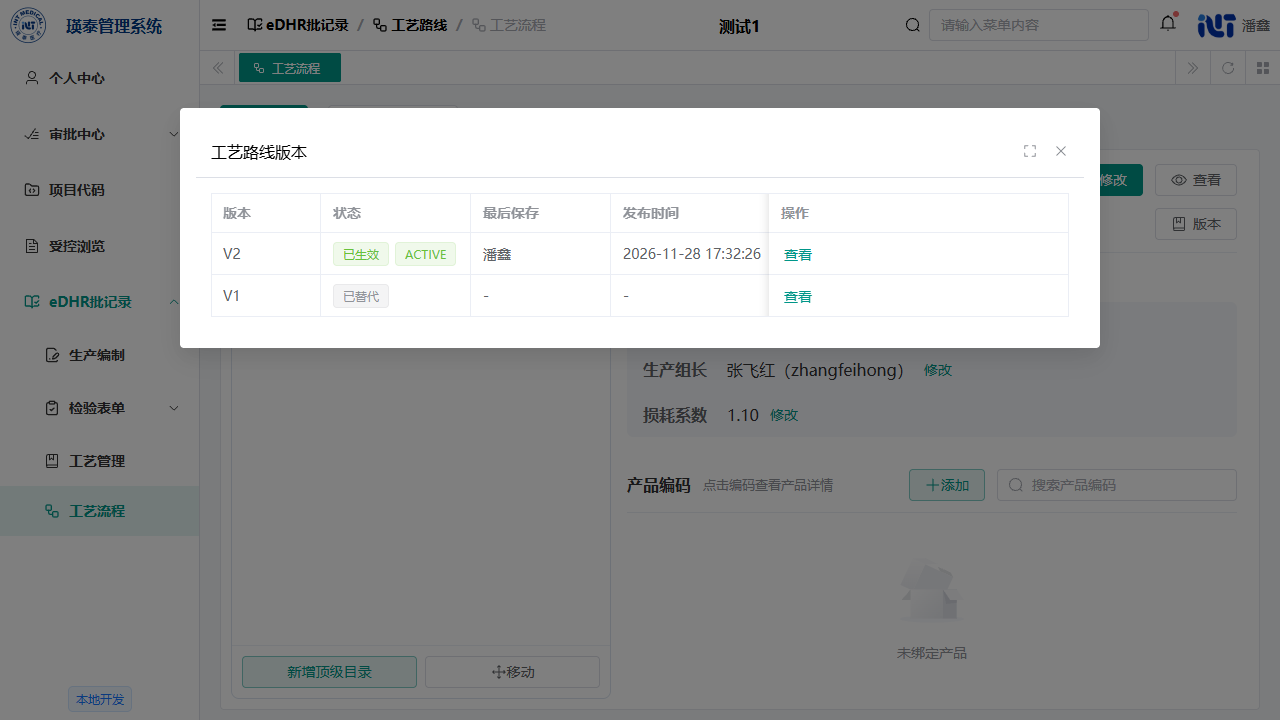 瑛泰管理系统
eDHR批记录 / 工艺路线 / 工艺流程
测试1
请输入菜单内容
潘鑫
工艺流程
个人中心
审批中心
项目代码
受控浏览
eDHR批记录
生产编制
检验表单
工艺管理
工艺流程
本地开发
工艺路线版本
版本 状态 最后保存 发布时间 操作
V2 已生效 ACTIVE 潘鑫 2026-11-28 17:32:26 查看
V1 已替代 - - 查看
修改
查看
版本
生产组长 张飞红（zhangfeihong） 修改
损耗系数 1.10 修改
产品编码 点击编码查看产品详情 添加 搜索产品编码
未绑定产品
新增顶级目录 移动